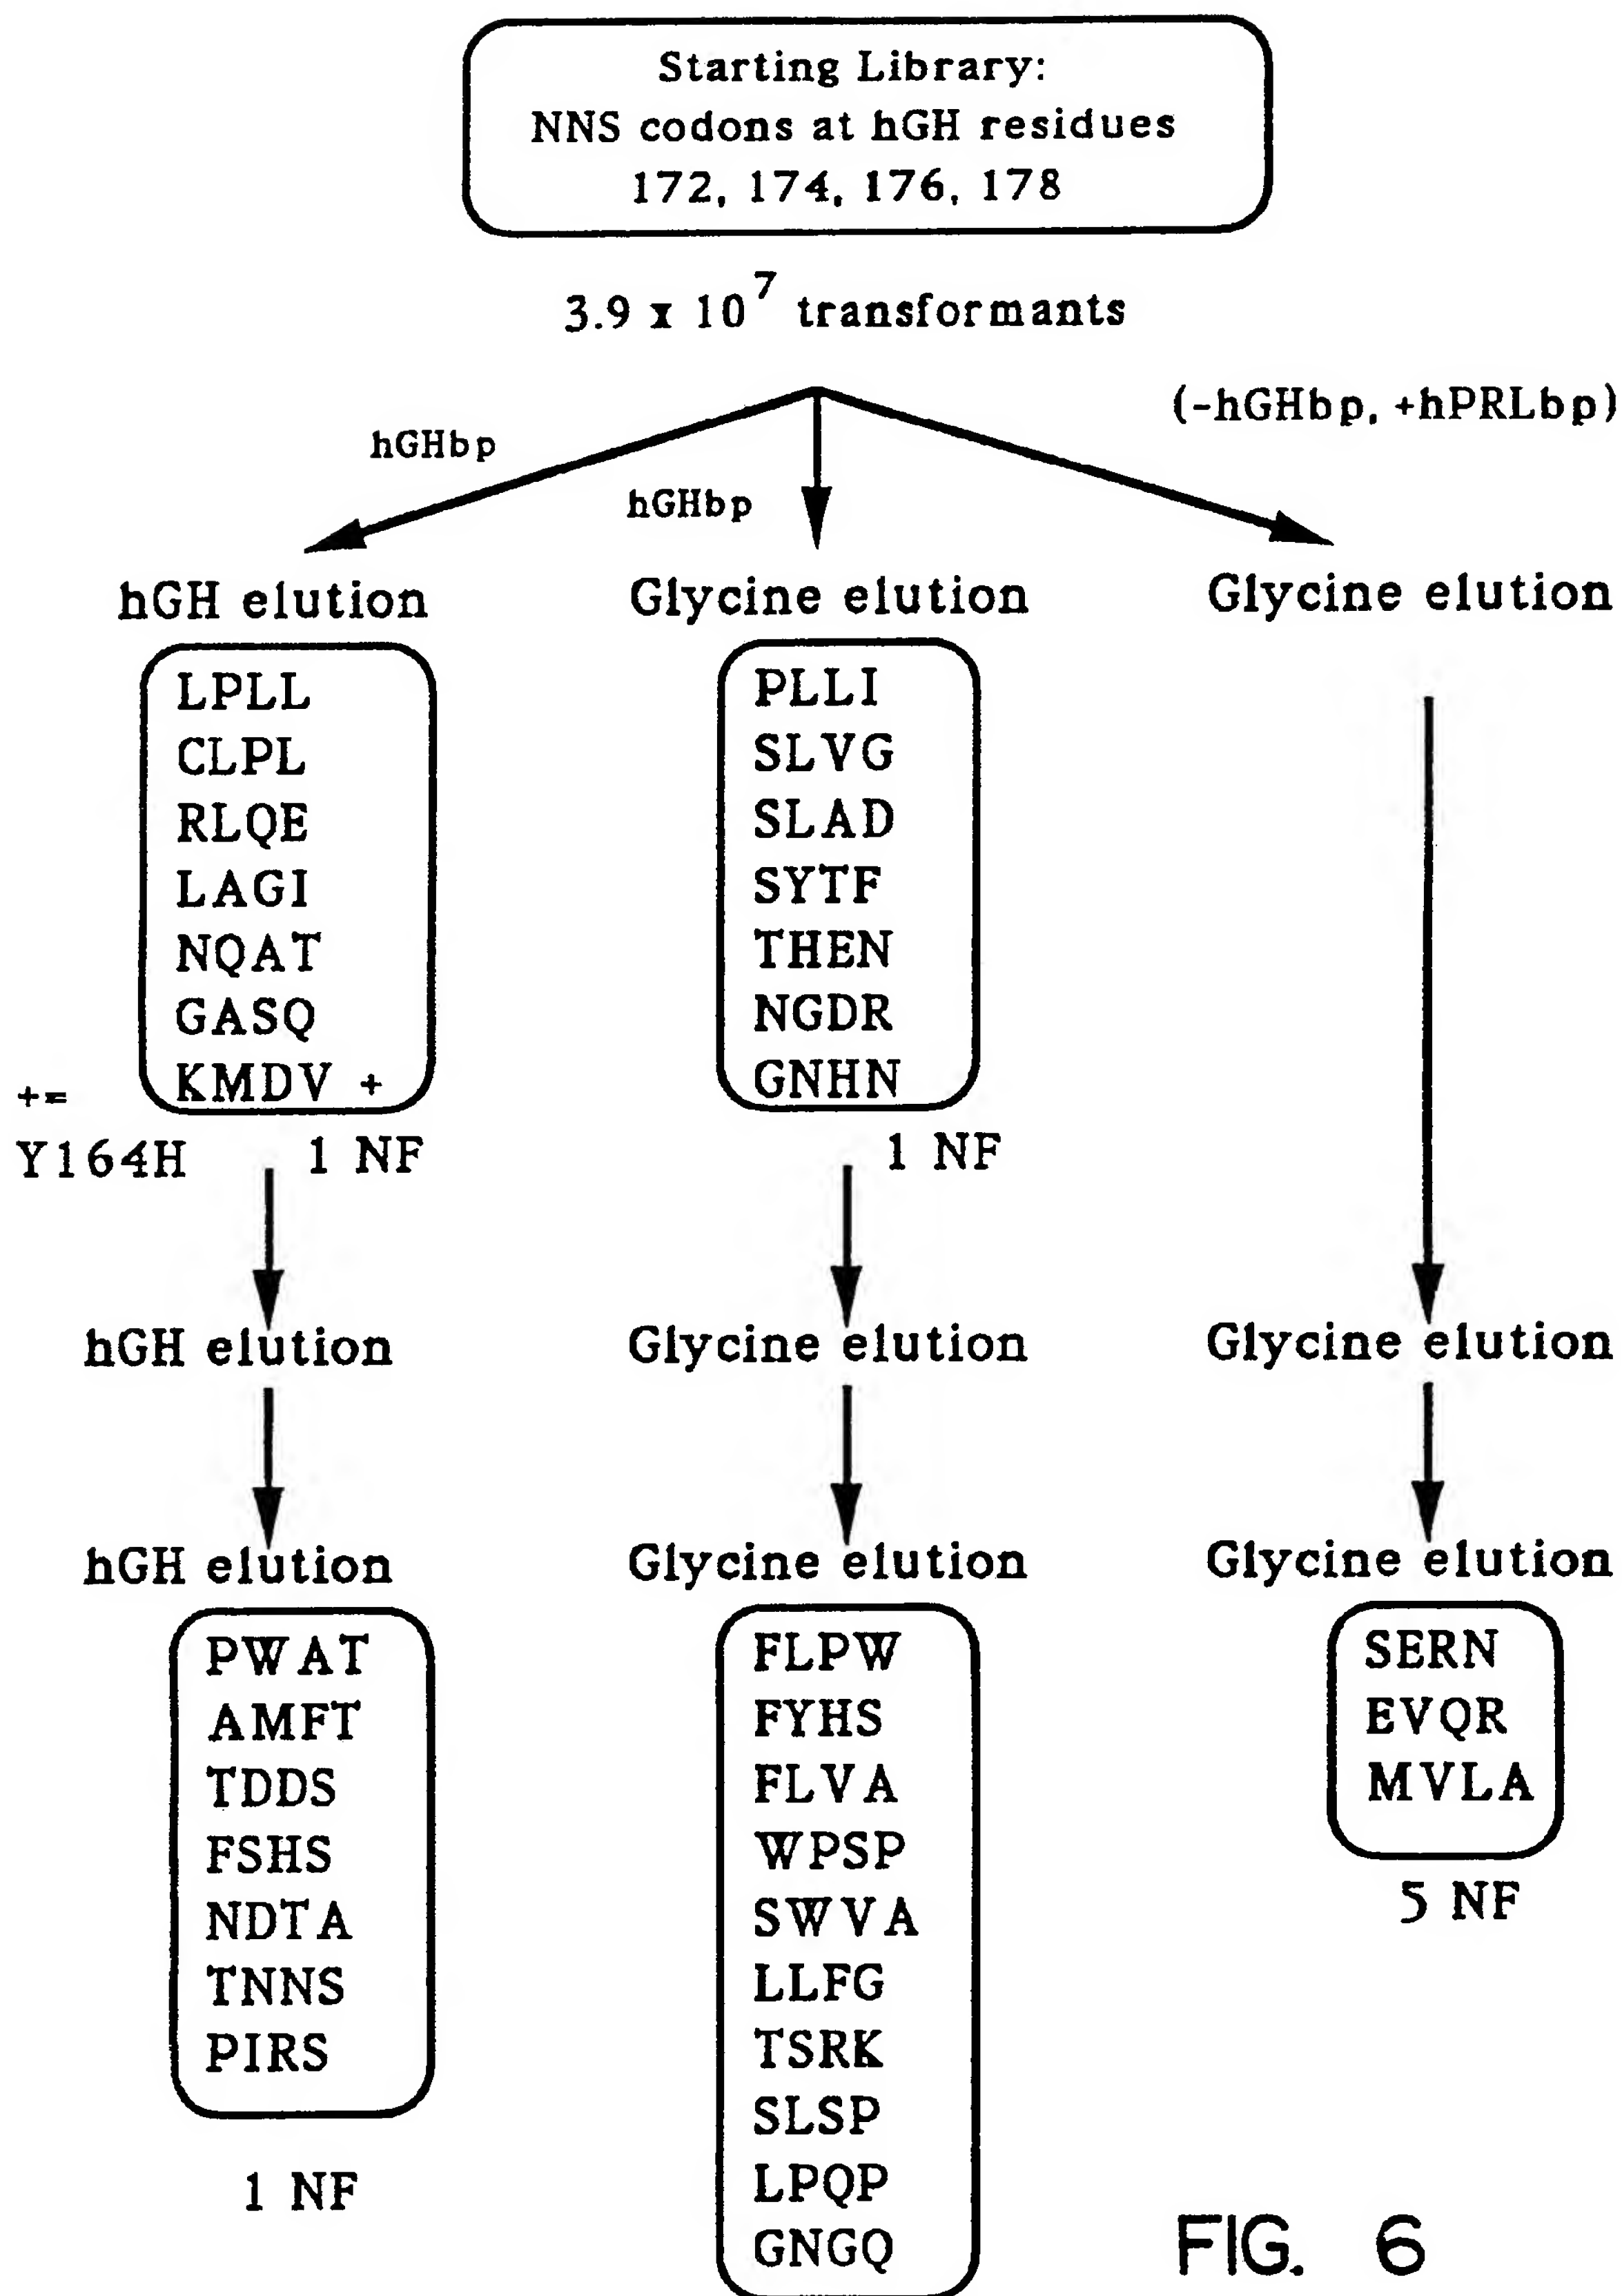 Starting Library:
NNS codons at hGH residues
172, 174, 176, 178
3.9 x 10^7 transformants
(-hGHbp, +hPRLbp)
hGHbp
hGHbp
hGH elution
LPLL
CLPL
RLQE
LAGI
NQAT
GASQ
KMDV +
+=
Y164H
1 NF
hGH elution
hGH elution
PWAT
AMFT
TDDS
FSHS
NDTA
TNNS
PIRS
1 NF
Glycine elution
PLLI
SLVG
SLAD
SYTF
THEN
NGDR
GNHN
1 NF
Glycine elution
Glycine elution
FLPW
FYHS
FLVA
WPSP
SWVA
LLFG
TSRK
SLSP
LPQP
GNGQ
Glycine elution
Glycine elution
Glycine elution
SERN
EVQR
MVLA
5 NF
FIG. 6